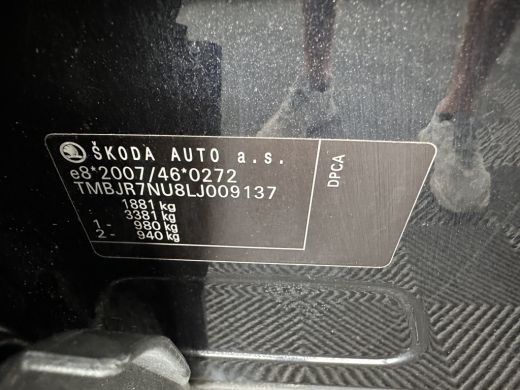 ŠKODA AUTO a.s.
e8*2007/46*0272
TMBJR7NU8LJ009137
1881 kg
3381 kg
1- 980 kg
2- 940 kg
DPCA